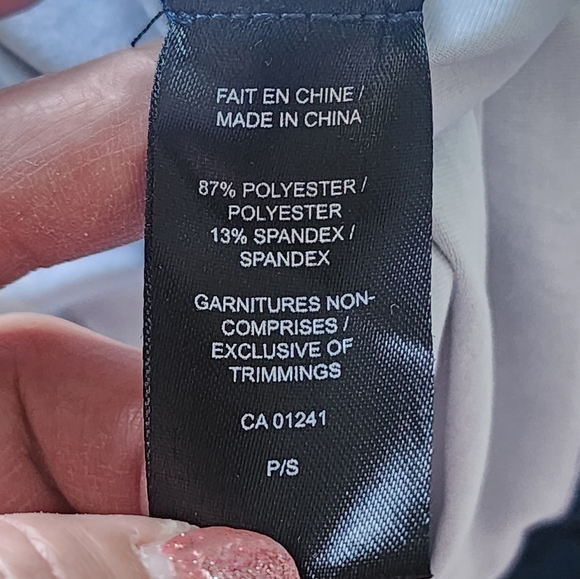 FAIT EN CHINE /
MADE IN CHINA
87% POLYESTER /
POLYESTER
13% SPANDEX /
SPANDEX
GARNITURES NON-
COMPRISES /
EXCLUSIVE OF
TRIMMINGS
CA 01241
P/S